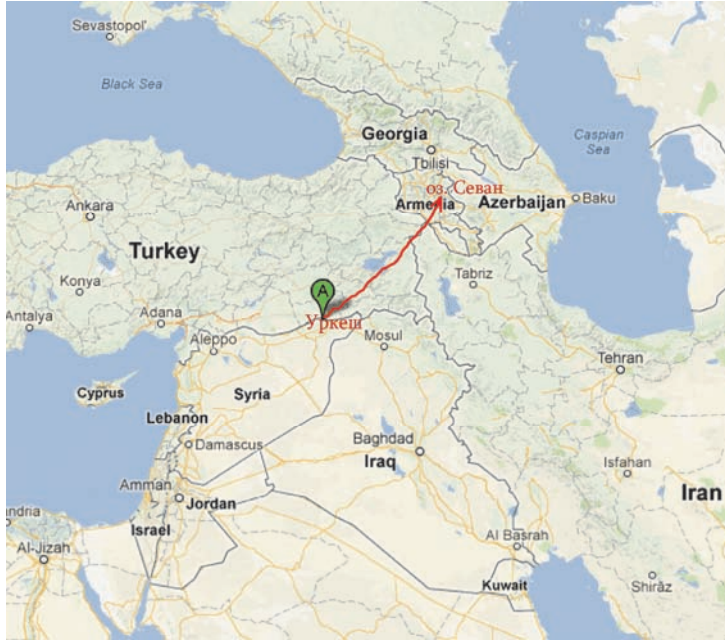 Sevastopol'
Black Sea
Georgia
Tbilisi
Caspian
Sea
оз. Севан
Armenia
Azerbaijan
Baku
Ankara
Turkey
Konya
Antalya
Adana
A
Уркеш
Tabriz
Aleppo
Mosul
Tehran
Cyprus
Syria
Lebanon
Damascus
Baghdad
Iraq
Isfahan
Amman
Jordan
Iran
Israel
andria
Al-Jizah
Al Basrah
Kuwait
Shirāz